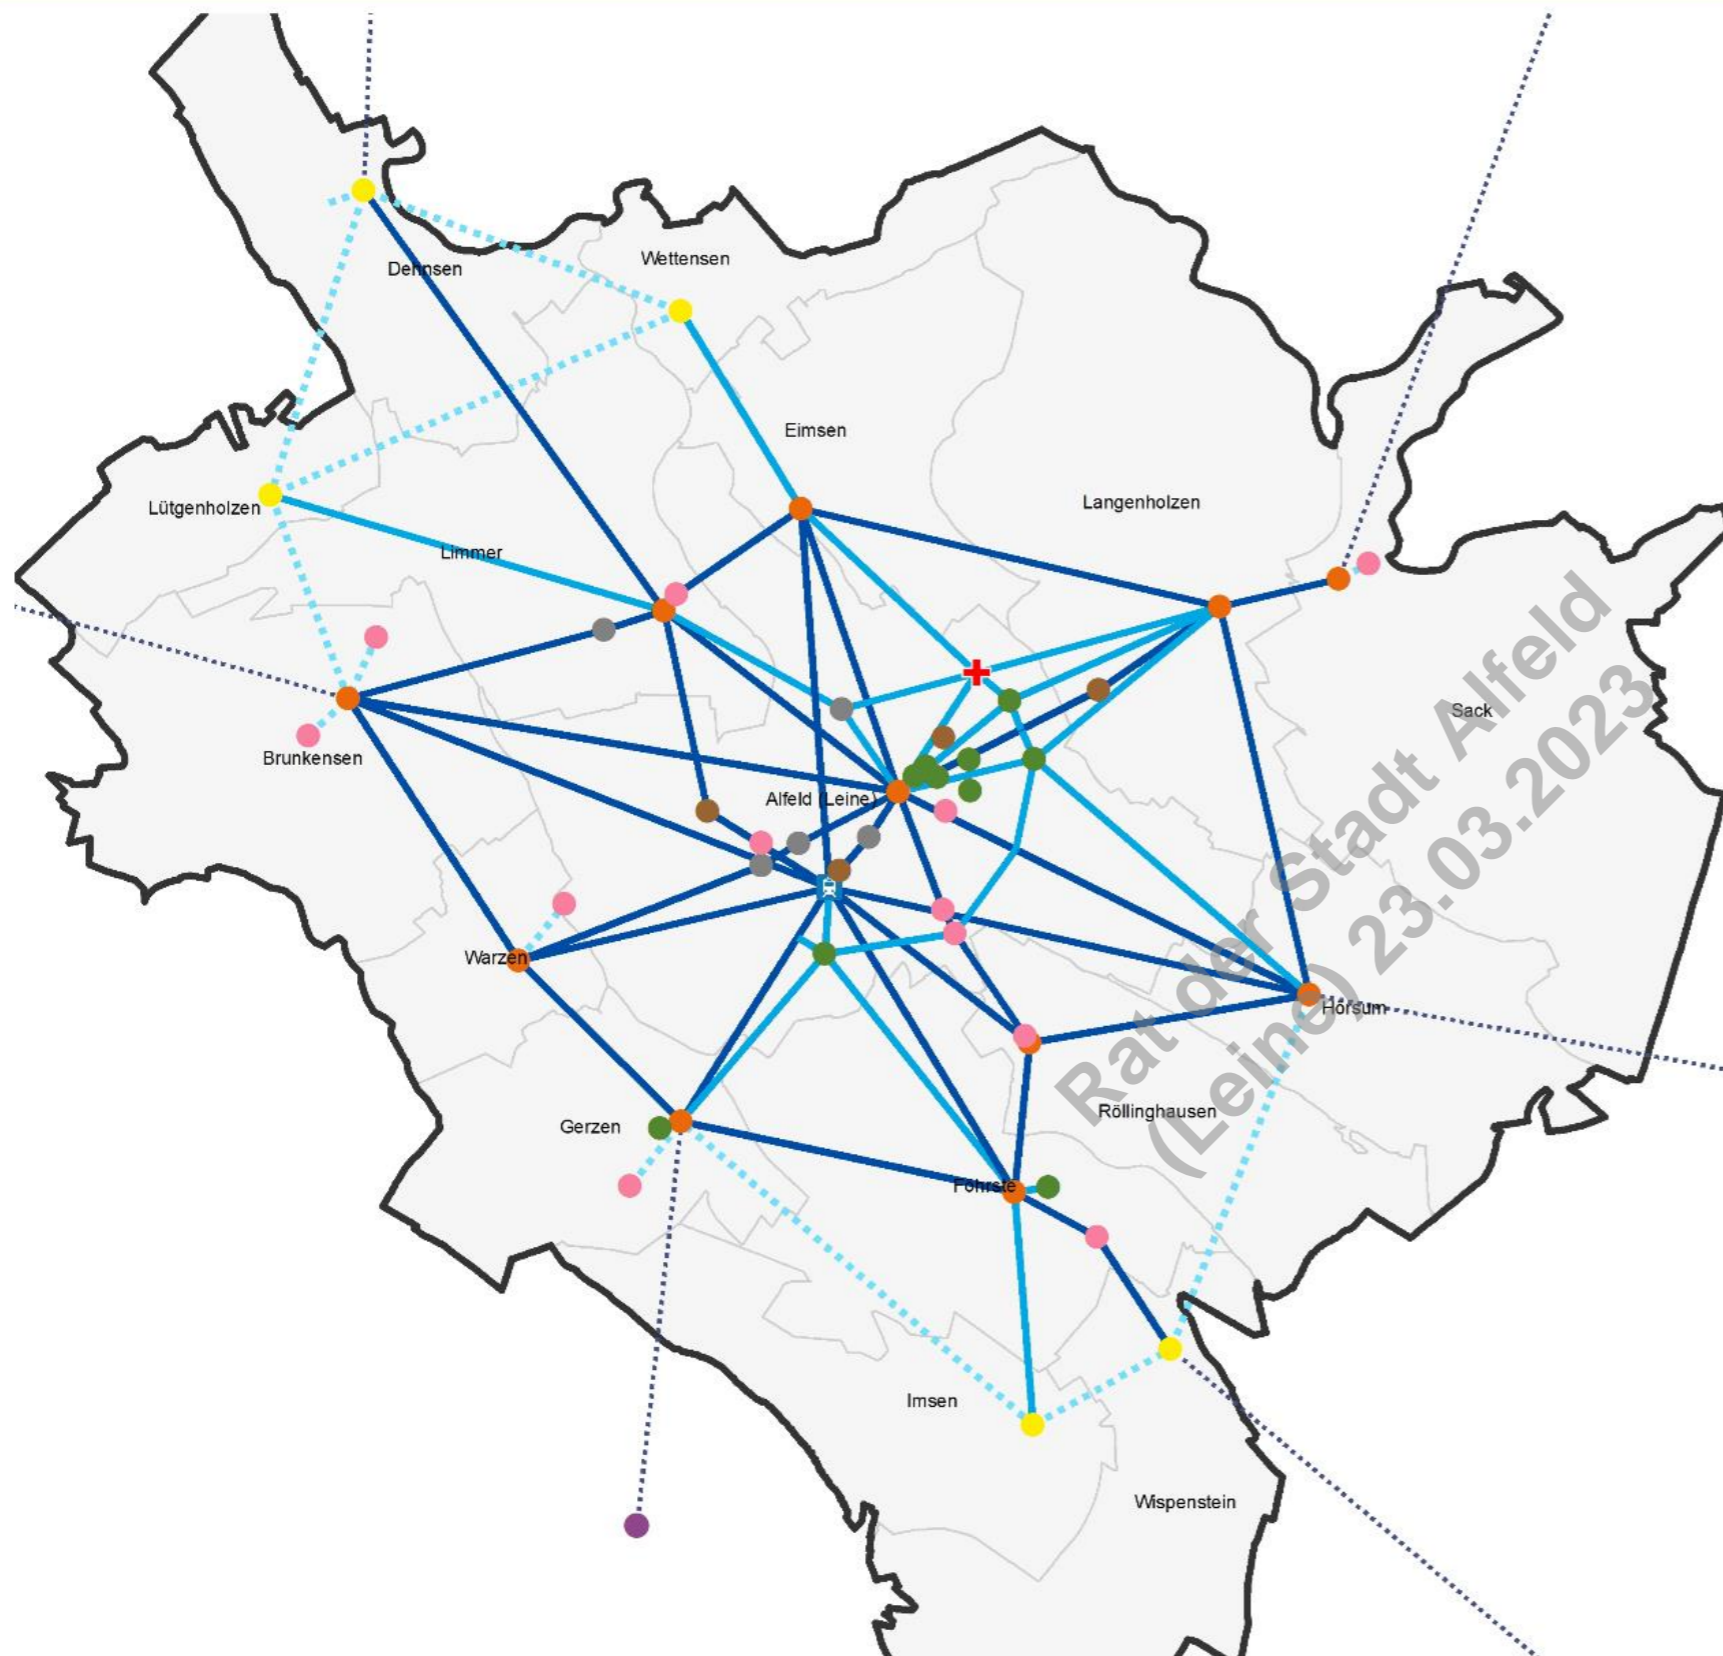 Wettensen
Dehnsen
Eimsen
Langenholzen
Lütgenholzen
Limmer
Sack
Brunkensen
Alfeld (Leine)
Warzen
Hörsum
Röllinghausen
Gerzen
Föhrste
Imsen
Wispenstein
Rat der Stadt Alfeld
(Leine) 23.03.2023